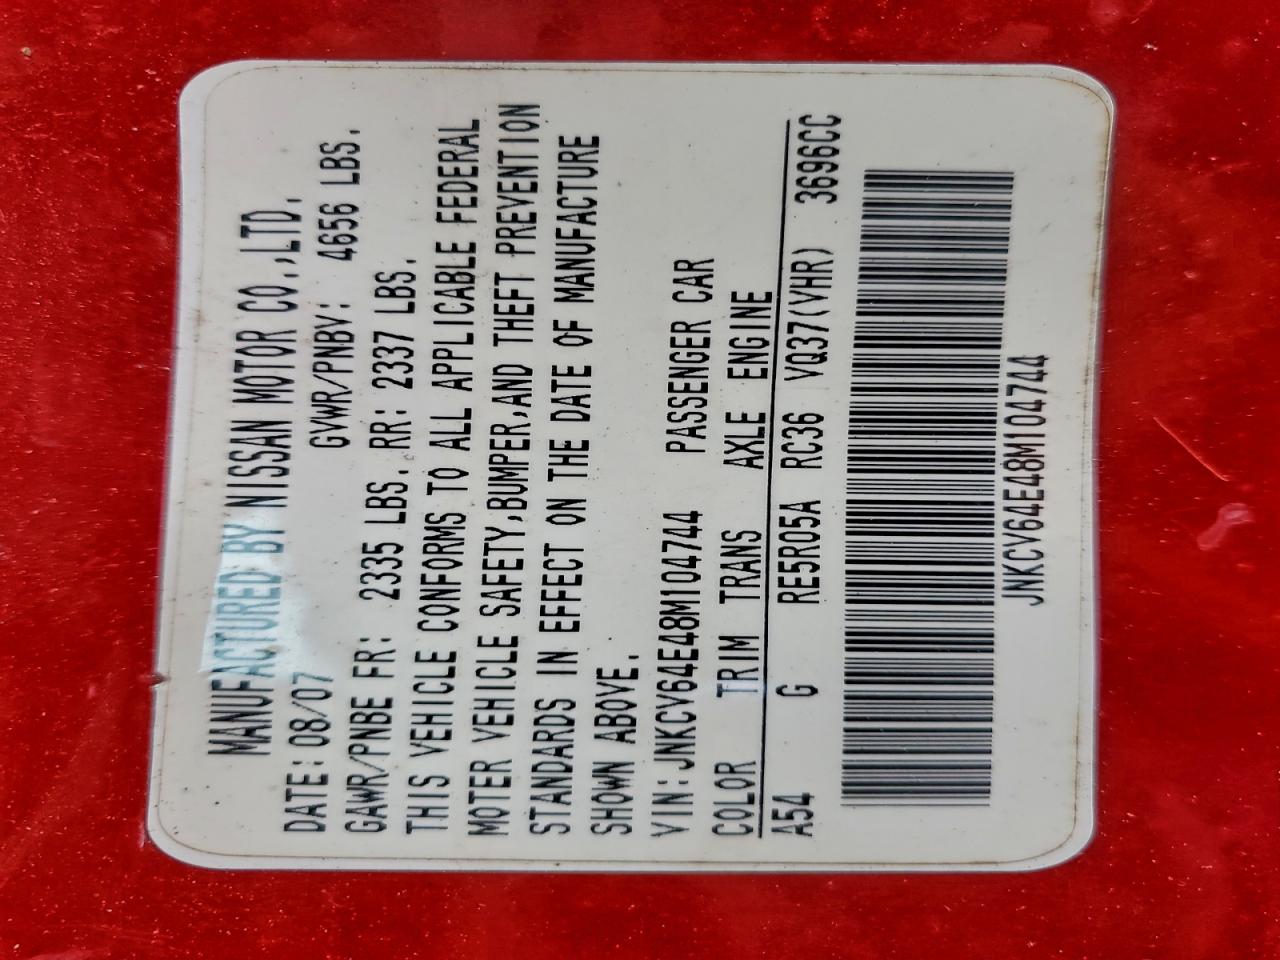 MANUFACTURED BY NISSAN MOTOR CO.,LTD.
DATE: 08/07 GVWR/PNBV: 4656 LBS.
GAWR/PNBE FR: 2335 LBS. RR: 2337 LBS.
THIS VEHICLE CONFORMS TO ALL APPLICABLE FEDERAL
MOTER VEHICLE SAFETY,BUMPER,AND THEFT PREVENTION
STANDARDS IN EFFECT ON THE DATE OF MANUFACTURE
SHOWN ABOVE.
VIN:JNKCV64E48M104744 PASSENGER CAR
COLOR TRIM TRANS AXLE ENGINE
A54 G RE5R05A RC36 VQ37(VHR) 3696CC
JNKCV64E48M104744